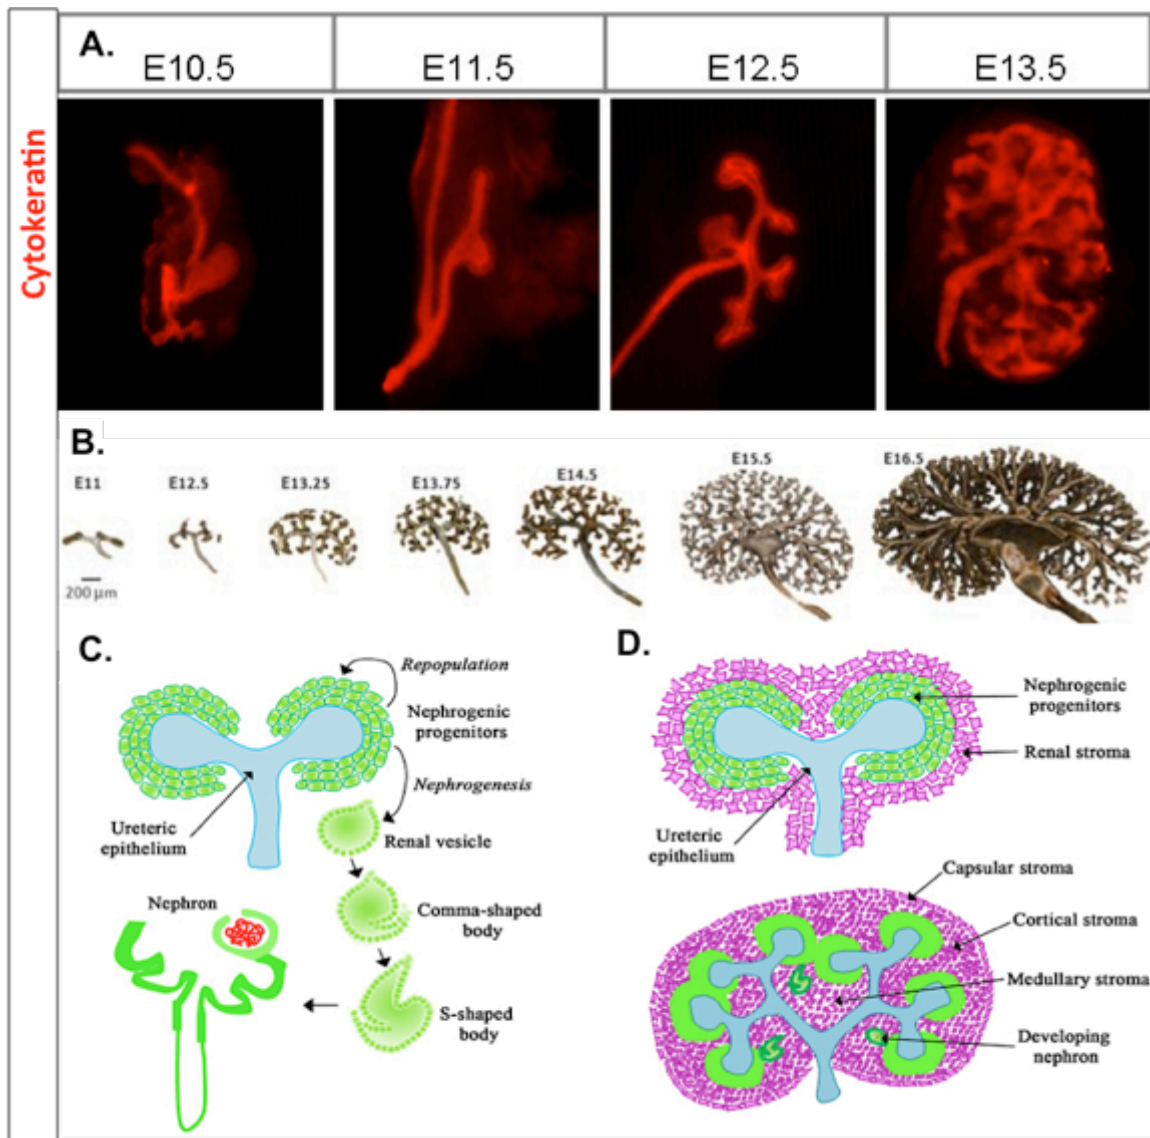 Cytokeratin
A.
E10.5
E11.5
E12.5
E13.5
B.
E11
E12.5
E13.25
E13.75
E14.5
E15.5
E16.5
200 µm
C.
Repopulation
Nephrogenic
progenitors
Nephrogenesis
Ureteric
epithelium
Renal vesicle
Nephron
Comma-shaped
body
S-shaped
body
D.
Nephrogenic
progenitors
Renal stroma
Ureteric
epithelium
Capsular stroma
Cortical stroma
Medullary stroma
Developing
nephron